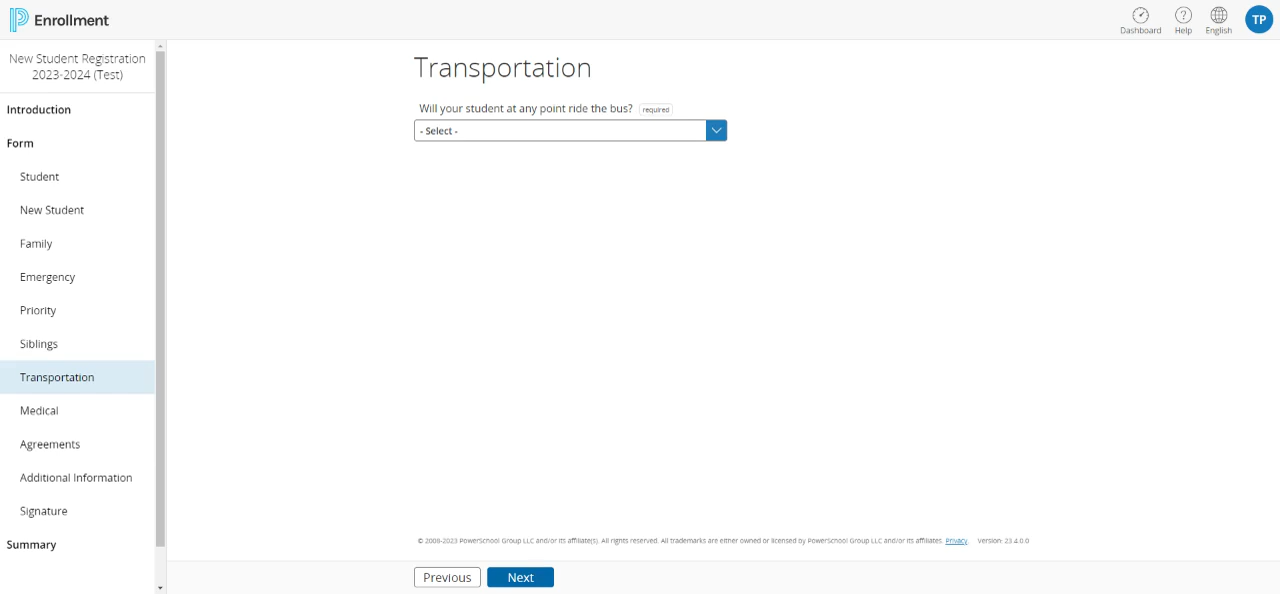 Enrollment
Dashboard
Help
English
TP
New Student Registration
2023-2024 (Test)
Introduction
Form
Student
New Student
Family
Emergency
Priority
Siblings
Transportation
Medical
Agreements
Additional Information
Signature
Summary
Transportation
Will your student at any point ride the bus? required
- Select -
© 2008-2023 PowerSchool Group LLC and/or its affiliate(s). All rights reserved. All trademarks are either owned or licensed by PowerSchool Group LLC and/or its affiliates. Privacy. Version: 23.4.0.0
Previous
Next